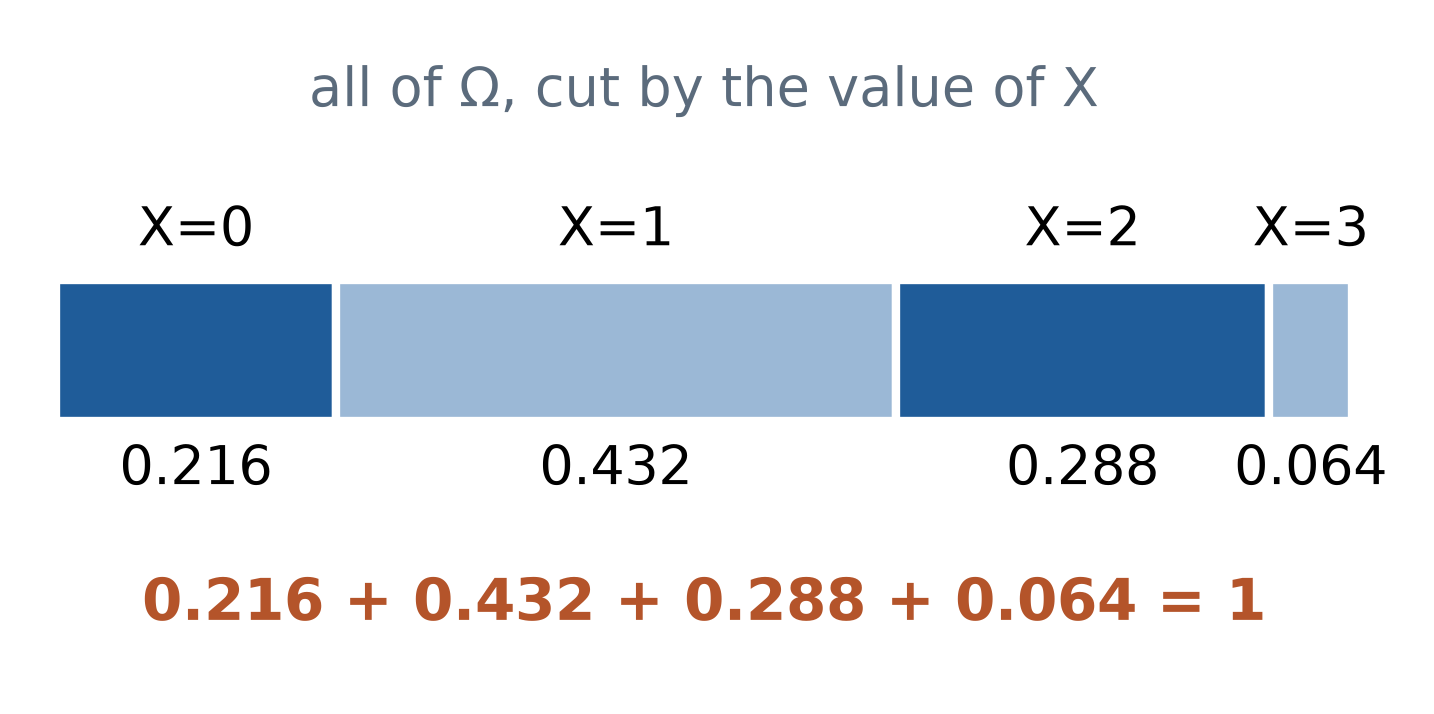 all of Ω, cut by the value of X
X=0 X=1 X=2 X=3
0.216 0.432 0.288 0.064
0.216 + 0.432 + 0.288 + 0.064 = 1